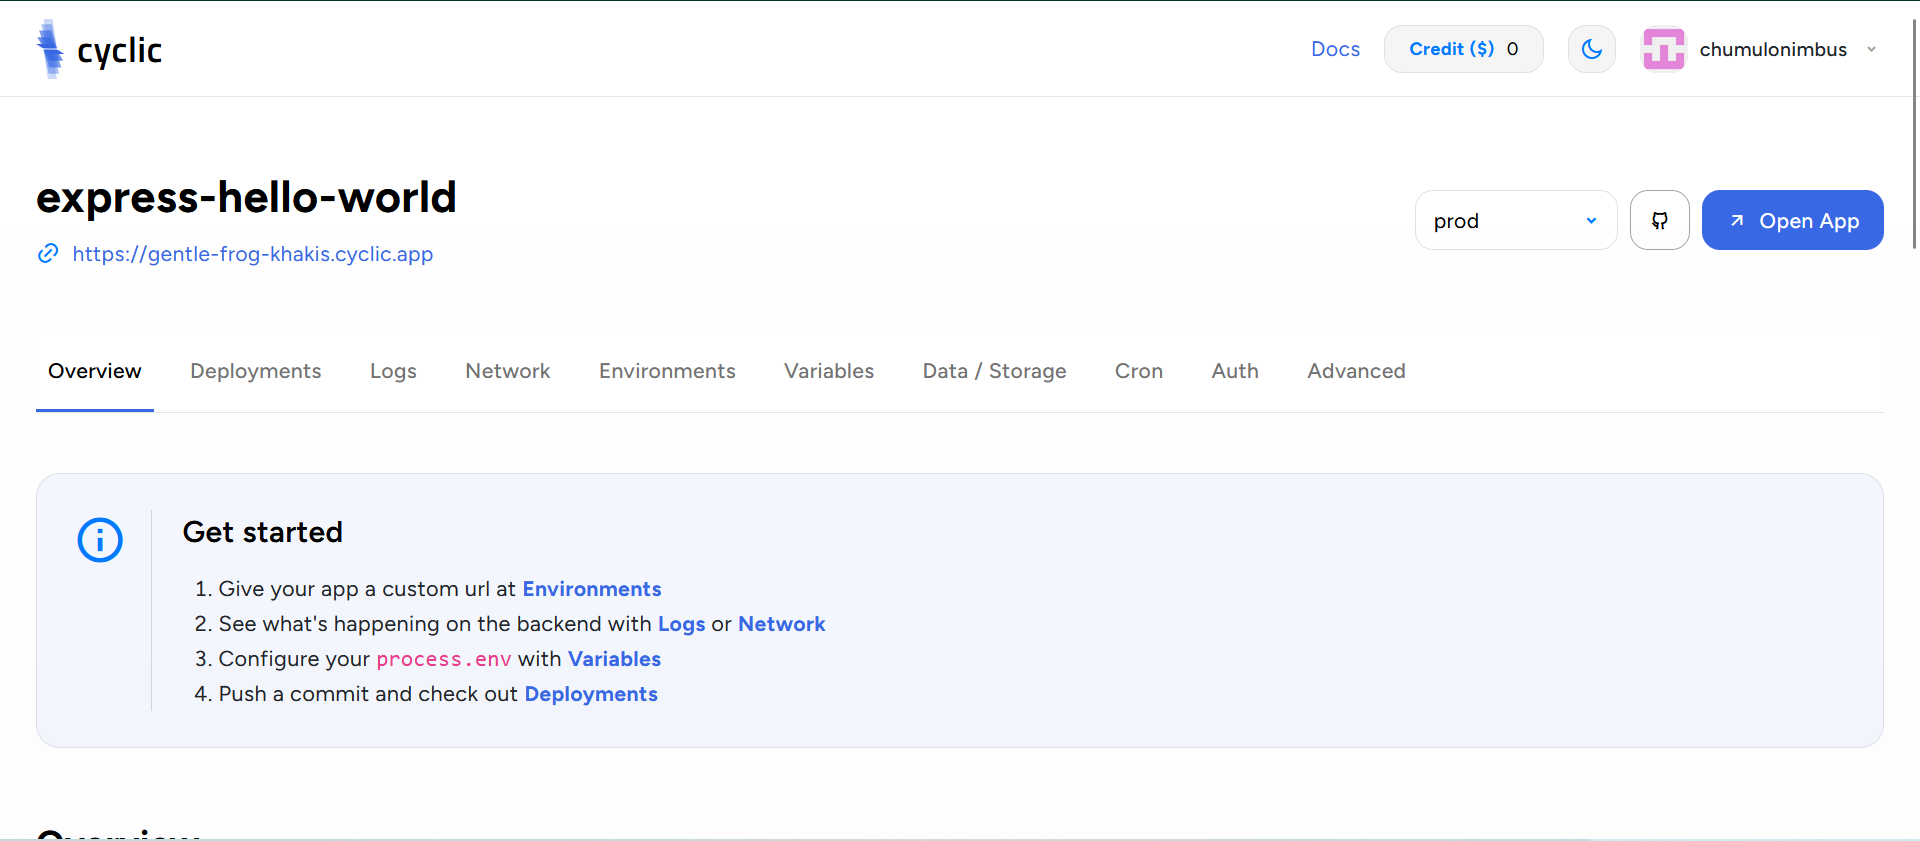 cyclic
Docs
Credit ($) 0
chumulonimbus
express-hello-world
https://gentle-frog-khakis.cyclic.app
prod
Open App
Overview Deployments Logs Network Environments Variables Data / Storage Cron Auth Advanced
Get started
1. Give your app a custom url at Environments
2. See what's happening on the backend with Logs or Network
3. Configure your process.env with Variables
4. Push a commit and check out Deployments
Overview